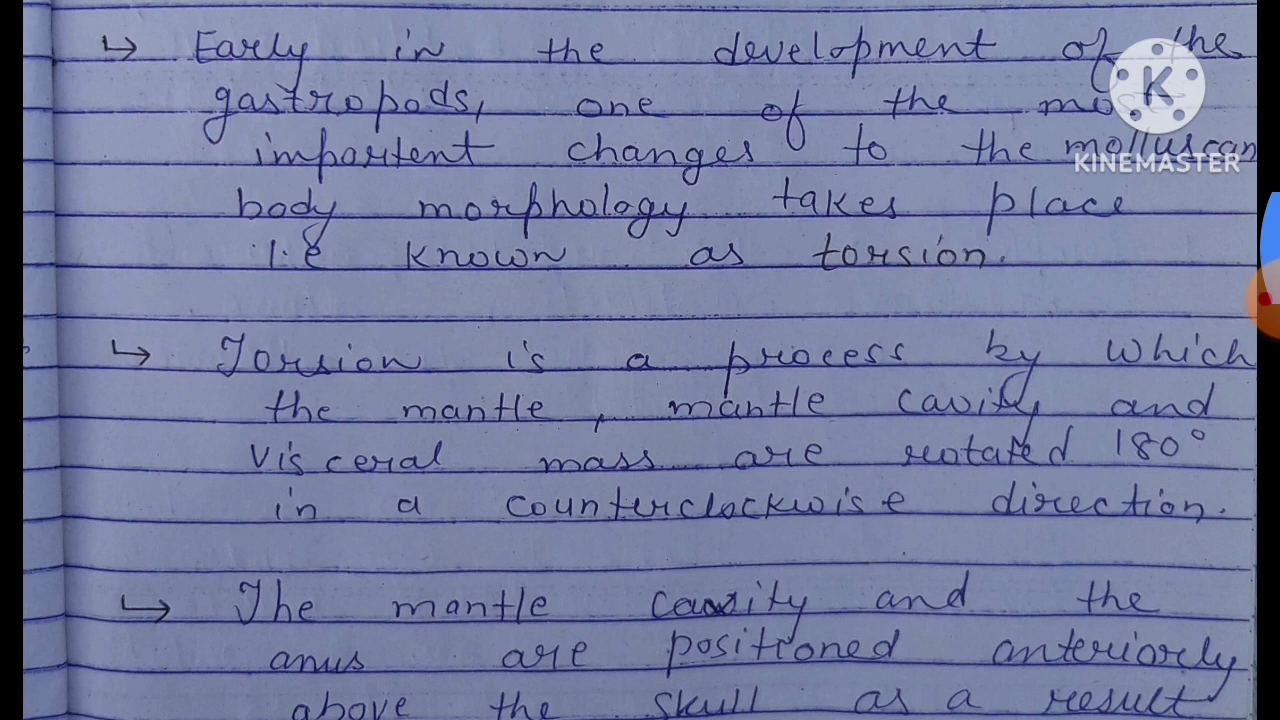 ↳ Early in the development of the
gastropods, one of the
impartent changes to the molluscan
body morphology takes place
i.e known as torsion.
↳ Torsion is a process by which
the mantle, mantle cavity, and
visceral mass are rotated 180°
in a counterclockwise direction.
↳ The mantle cavity and the
anus are positioned anteriorly
above the skull as a result
K
KINEMASTER